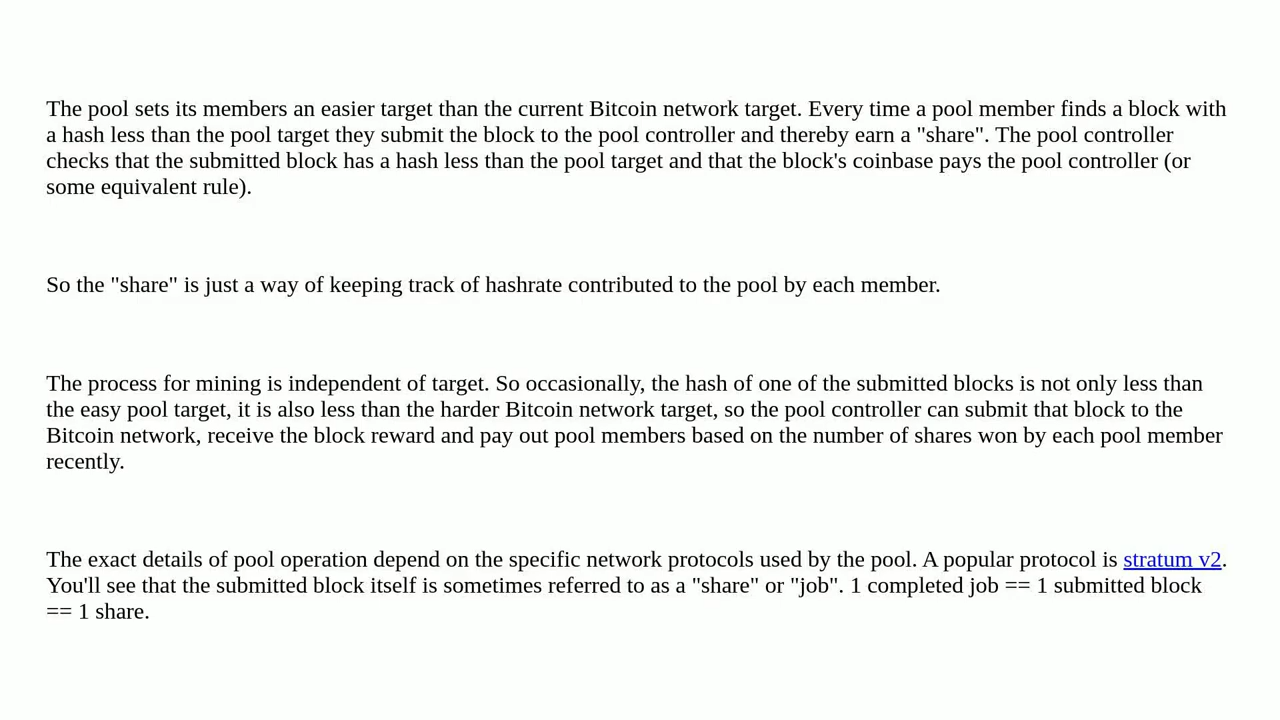 The pool sets its members an easier target than the current Bitcoin network target. Every time a pool member finds a block with
a hash less than the pool target they submit the block to the pool controller and thereby earn a "share". The pool controller
checks that the submitted block has a hash less than the pool target and that the block's coinbase pays the pool controller (or
some equivalent rule).
So the "share" is just a way of keeping track of hashrate contributed to the pool by each member.
The process for mining is independent of target. So occasionally, the hash of one of the submitted blocks is not only less than
the easy pool target, it is also less than the harder Bitcoin network target, so the pool controller can submit that block to the
Bitcoin network, receive the block reward and pay out pool members based on the number of shares won by each pool member
recently.
The exact details of pool operation depend on the specific network protocols used by the pool. A popular protocol is stratum v2.
You'll see that the submitted block itself is sometimes referred to as a "share" or "job". 1 completed job == 1 submitted block
== 1 share.